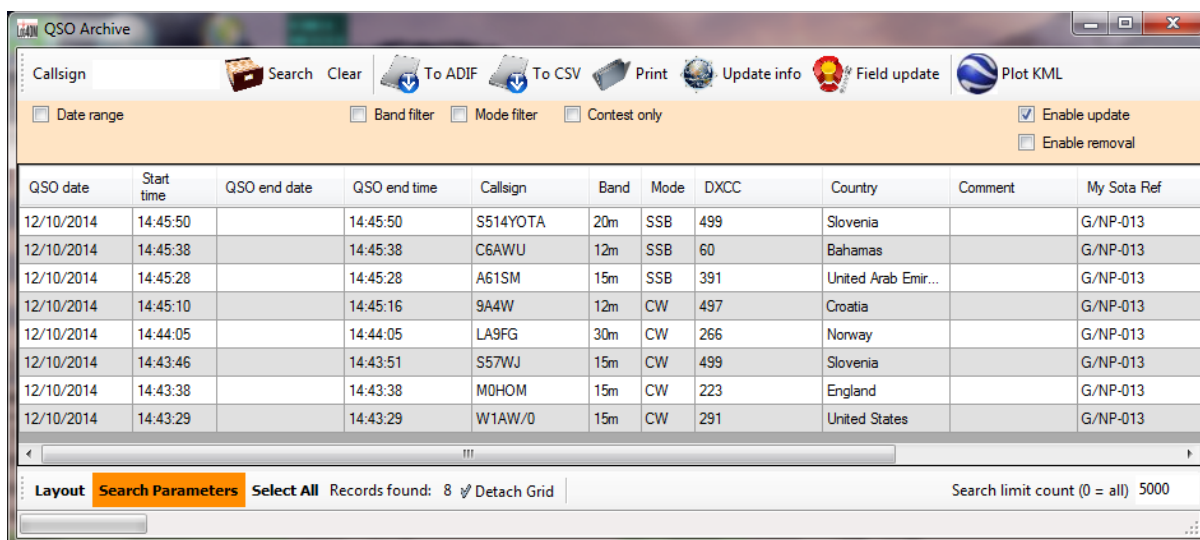 QSO Archive
Callsign Search Clear To ADIF To CSV Print Update info Field update Plot KML
Date range Band filter Mode filter Contest only Enable update
Enable removal
QSO date Start time QSO end date QSO end time Callsign Band Mode DXCC Country Comment My Sota Ref
12/10/2014 14:45:50 14:45:50 S514YOTA 20m SSB 499 Slovenia G/NP-013
12/10/2014 14:45:38 14:45:38 C6AWU 12m SSB 60 Bahamas G/NP-013
12/10/2014 14:45:28 14:45:28 A61SM 15m SSB 391 United Arab Emir... G/NP-013
12/10/2014 14:45:10 14:45:16 9A4W 12m CW 497 Croatia G/NP-013
12/10/2014 14:44:05 14:44:05 LA9FG 30m CW 266 Norway G/NP-013
12/10/2014 14:43:46 14:43:51 S57WJ 15m CW 499 Slovenia G/NP-013
12/10/2014 14:43:38 14:43:38 M0HOM 15m CW 223 England G/NP-013
12/10/2014 14:43:29 14:43:29 W1AW/0 15m CW 291 United States G/NP-013
Layout Search Parameters Select All Records found: 8 Detach Grid Search limit count (0 = all) 5000